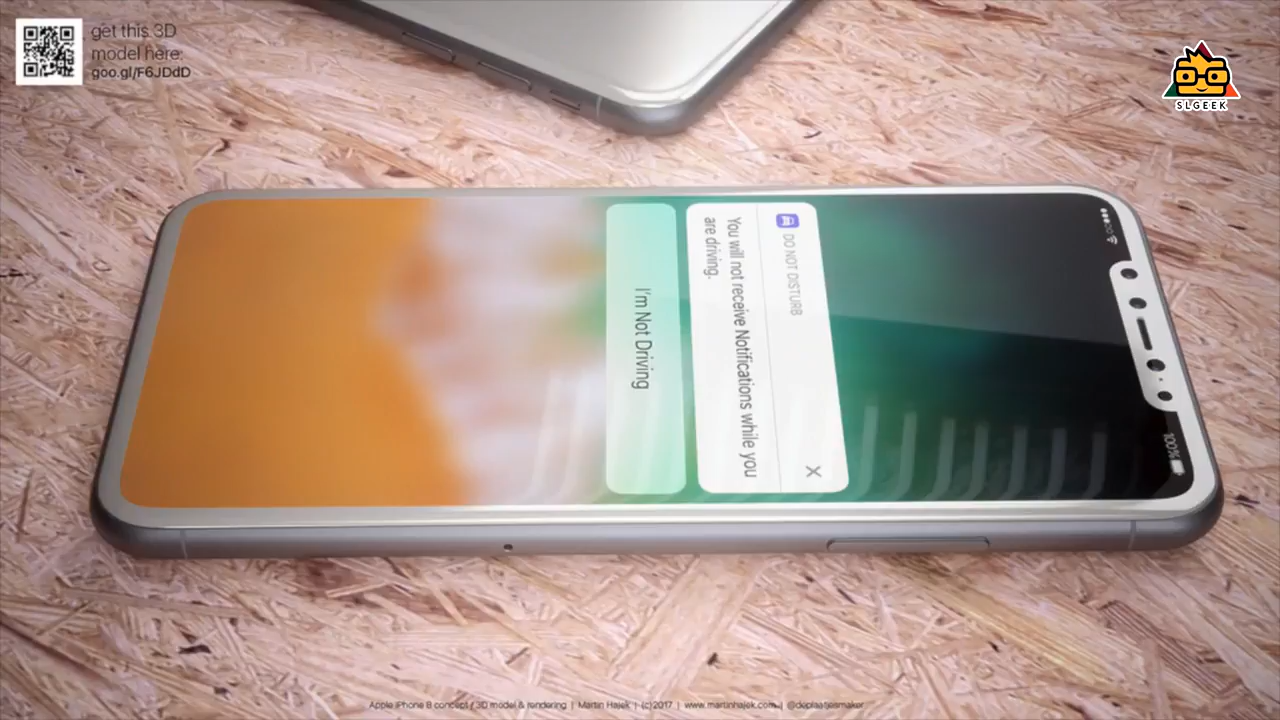 get this 3D
model here:
goo.gl/F6JDdD
SLGEEK
100%
DO NOT DISTURB
X
You will not receive Notifications while you
are driving.
I'm Not Driving
Apple iPhone 8 concept / 3D model & rendering | Martin Hajek | (c)2017 | www.martinhajek.com | @deplaatjesmaker